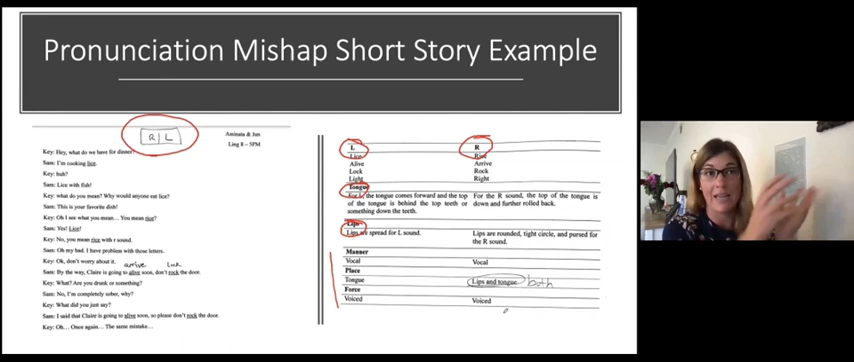 Pronunciation Mishap Short Story Example
R | L
Aminata & Jun
Ling 8 – 5PM
Key: Hey, what do we have for dinner?
Sam: I'm cooking lice.
Key: huh?
Sam: Lice with fish!
Key: what do you mean? Why would anyone eat lice?
Sam: This is your favorite dish!
Key: Oh I see what you mean... You mean rice?
Sam: Yes! Lice!
Key: No, you mean rice with r sound.
Sam: Oh my bad. I have problem with those letters.
Key: Ok, don't worry about it.
arrive lock
Sam: By the way, Claire is going to alive soon, don't rock the door.
Key: What? Are you drunk or something?
Sam: No, I'm completely sober, why?
Key: What did you just say?
Sam: I said that Claire is going to alive soon, so please don't rock the door.
Key: Oh... Once again... The same mistake...
L R
Lice Rice
Alive Arrive
Lock Rock
Light Right
Tongue
For L, the tongue comes forward and the top For the R sound, the top of the tongue is
of the tongue is behind the top teeth or down and further rolled back.
something down the teeth.
Lips
Lips are spread for L sound. Lips are rounded, tight circle, and pursed for
the R sound.
Manner
Vocal Vocal
Place
Tongue Lips and tongue both
Force
Voiced Voiced